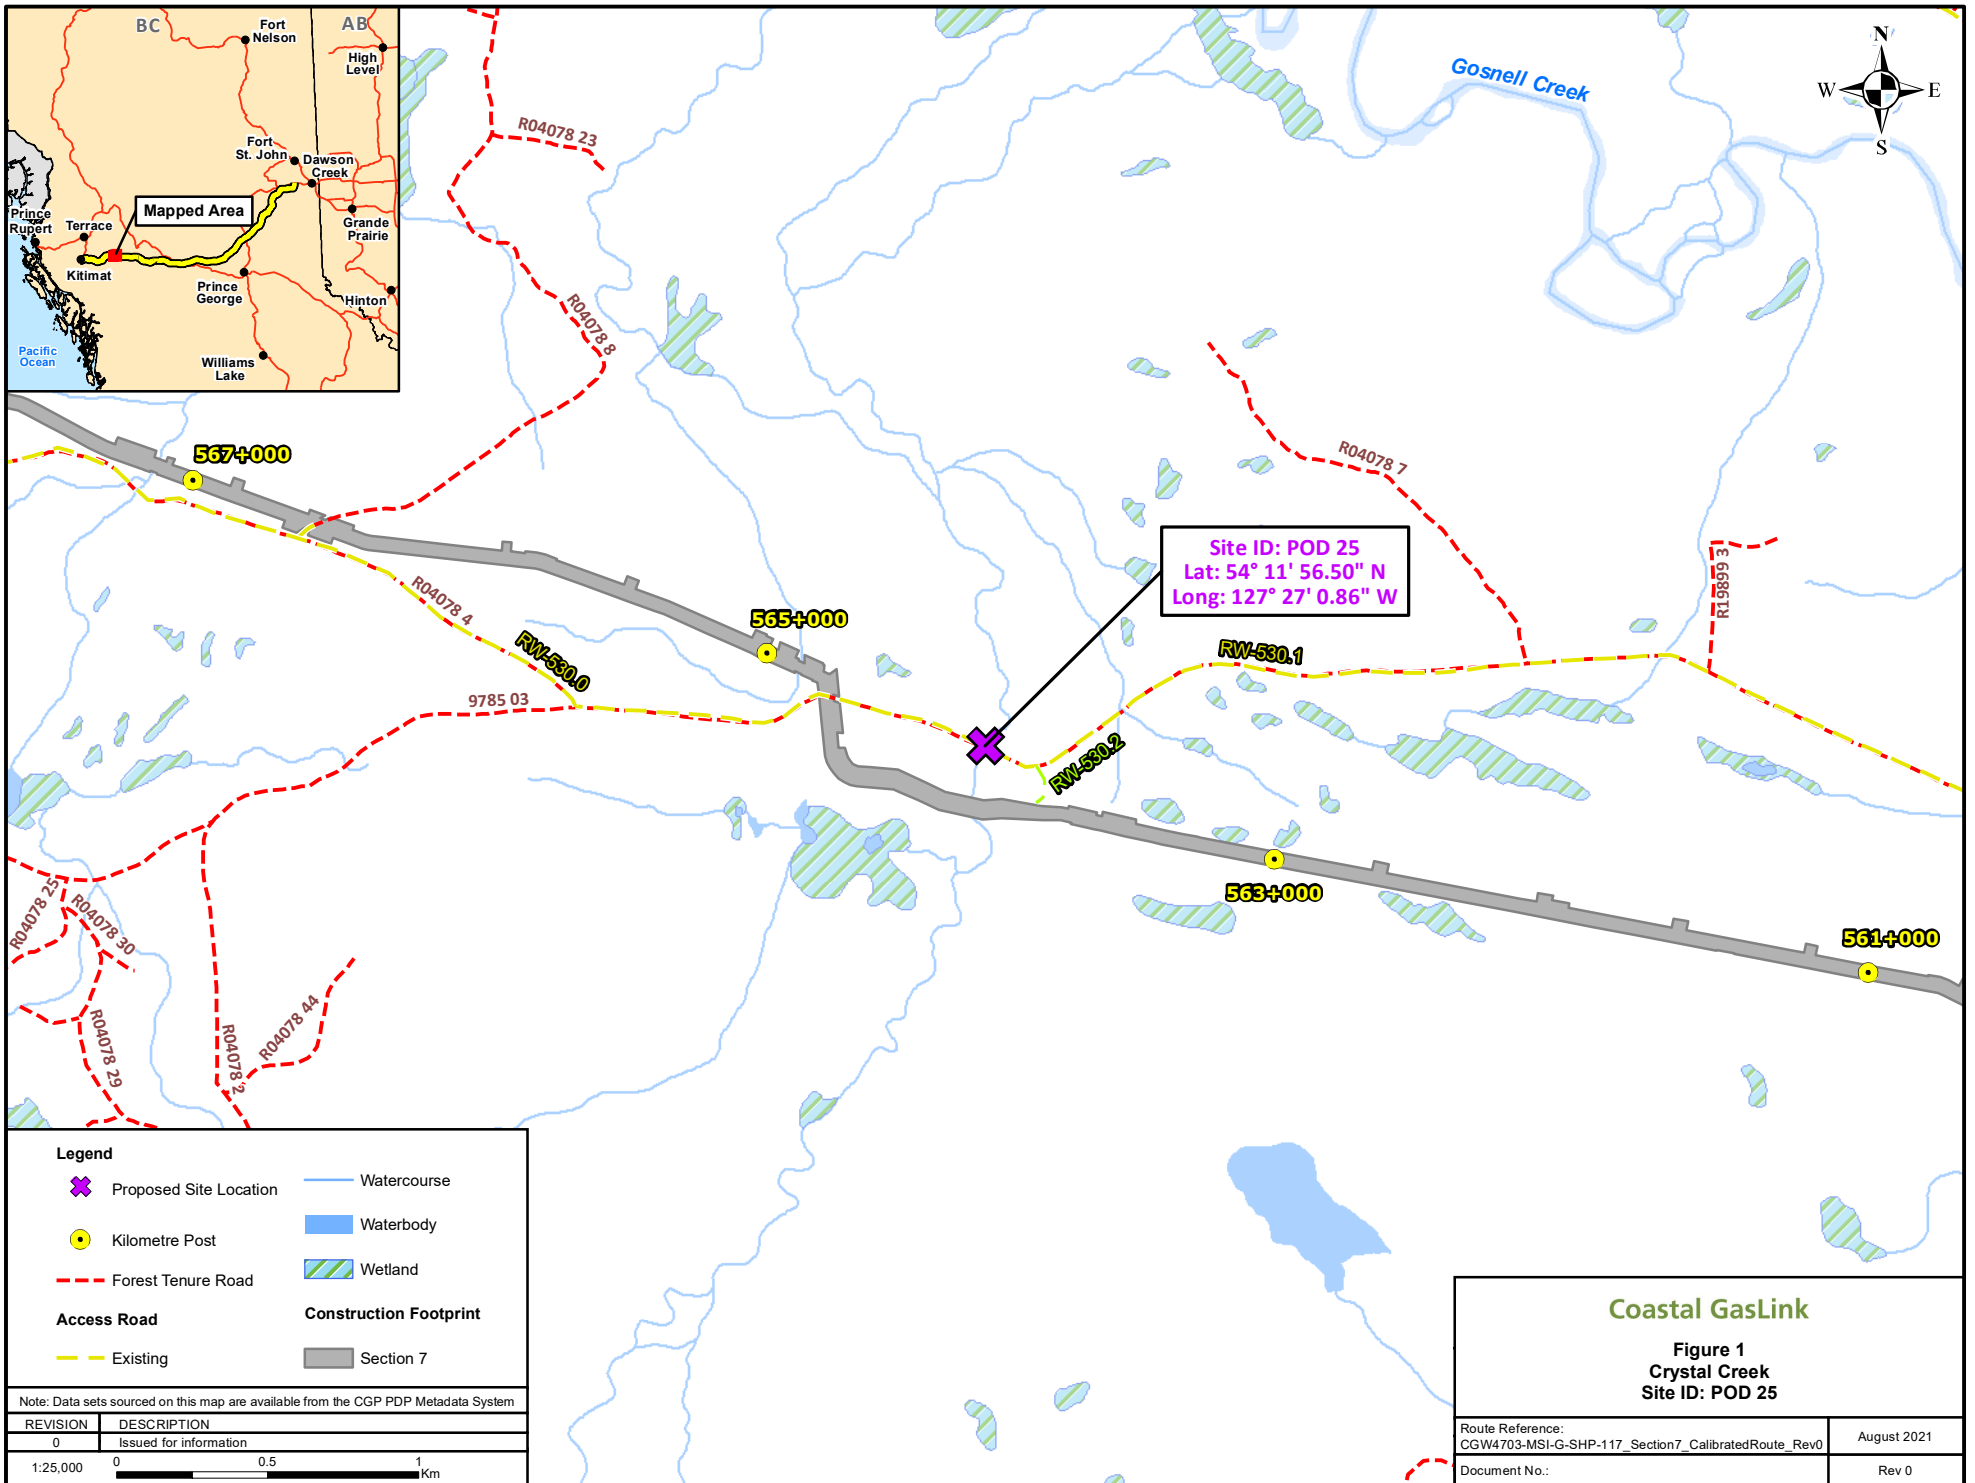 BC
AB
Fort
Nelson
High
Level
Fort
St. John
Dawson
Creek
Mapped Area
Prince
Rupert
Terrace
Grande
Prairie
Kitimat
Prince
George
Hinton
Pacific
Ocean
Williams
Lake
N
W
E
S
Gosnell Creek
R04078 23
R04078 8
R04078 7
567+000
Site ID: POD 25
Lat: 54° 11' 56.50" N
Long: 127° 27' 0.86" W
R19899 3
R04078 4
565+000
RW-530.0
RW-530.1
9785 03
RW-530.2
563+000
561+000
R04078 25
R04078 30
R04078 44
R04078 29
R04078 2
Legend
Proposed Site Location
Kilometre Post
Forest Tenure Road
Access Road
Existing
Watercourse
Waterbody
Wetland
Construction Footprint
Section 7
Note: Data sets sourced on this map are available from the CGP PDP Metadata System
REVISION DESCRIPTION
0 Issued for information
1:25,000
0 0.5 1
Km
Coastal GasLink
Figure 1
Crystal Creek
Site ID: POD 25
Route Reference:
CGW4703-MSI-G-SHP-117_Section7_CalibratedRoute_Rev0
August 2021
Document No.:
Rev 0